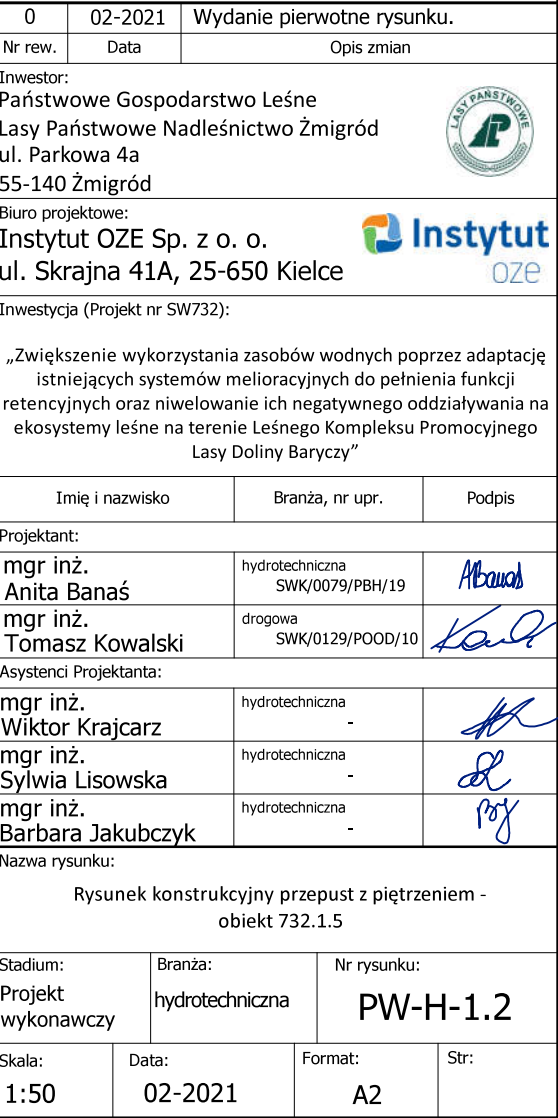 0 02-2021 Wydanie pierwotne rysunku.
Nr rew. Data Opis zmian
Inwestor:
Państwowe Gospodarstwo Leśne
Lasy Państwowe Nadleśnictwo Żmigród
ul. Parkowa 4a
55-140 Żmigród
LASY PAŃSTWOWE
Biuro projektowe:
Instytut OZE Sp. z o. o.
ul. Skrajna 41A, 25-650 Kielce
Instytut
oze
Inwestycja (Projekt nr SW732):
„Zwiększenie wykorzystania zasobów wodnych poprzez adaptację
istniejących systemów melioracyjnych do pełnienia funkcji
retencyjnych oraz niwelowanie ich negatywnego oddziaływania na
ekosystemy leśne na terenie Leśnego Kompleksu Promocyjnego
Lasy Doliny Baryczy”
Imię i nazwisko Branża, nr upr. Podpis
Projektant:
mgr inż.
Anita Banaś
hydrotechniczna
SWK/0079/PBH/19
ABanaś
mgr inż.
Tomasz Kowalski
drogowa
SWK/0129/POOD/10
Asystenci Projektanta:
mgr inż.
Wiktor Krajcarz
hydrotechniczna
-
mgr inż.
Sylwia Lisowska
hydrotechniczna
-
mgr inż.
Barbara Jakubczyk
hydrotechniczna
-
Nazwa rysunku:
Rysunek konstrukcyjny przepust z piętrzeniem -
obiekt 732.1.5
Stadium: Branża: Nr rysunku:
Projekt
wykonawczy
hydrotechniczna
PW-H-1.2
Skala: Data: Format: Str:
1:50 02-2021 A2